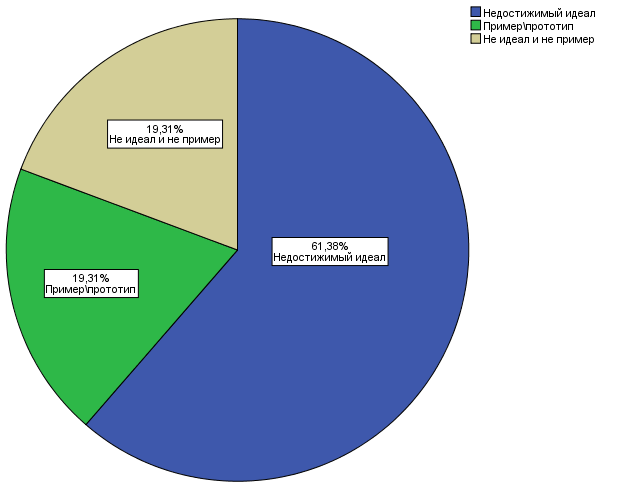 Недостижимый идеал
Пример\прототип
Не идеал и не пример
19,31%
Не идеал и не пример
61,38%
Недостижимый идеал
19,31%
Пример\прототип